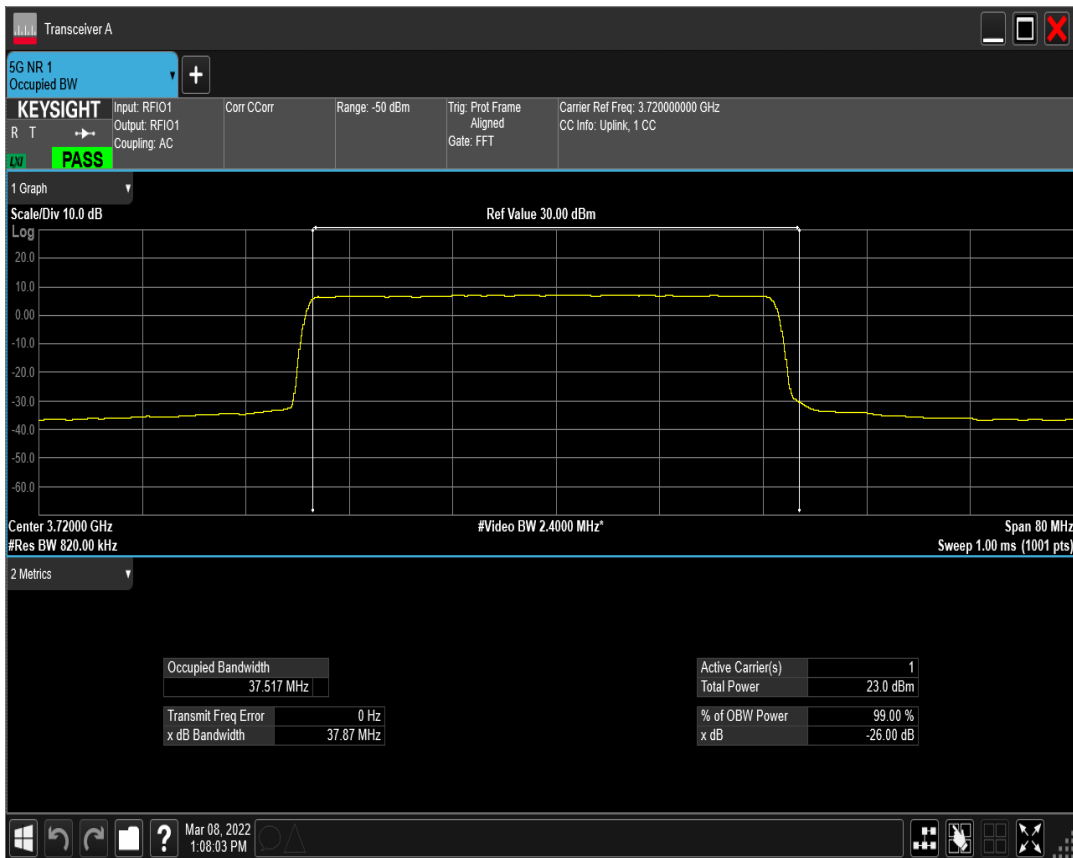 Transceiver A
5G NR 1
Occupied BW
+
KEYSIGHT
R T
LXI PASS
Input: RFIO1
Output: RFIO1
Coupling: AC
Corr CCorr
Range: -50 dBm
Trig: Prot Frame
Aligned
Gate: FFT
Carrier Ref Freq: 3.720000000 GHz
CC Info: Uplink, 1 CC
1 Graph
Scale/Div 10.0 dB
Ref Value 30.00 dBm
Log
20.0
10.0
0.00
-10.0
-20.0
-30.0
-40.0
-50.0
-60.0
Center 3.72000 GHz
#Video BW 2.4000 MHz*
Span 80 MHz
#Res BW 820.00 kHz
Sweep 1.00 ms (1001 pts)
2 Metrics
Occupied Bandwidth
37.517 MHz
Active Carrier(s) 1
Total Power 23.0 dBm
Transmit Freq Error 0 Hz
x dB Bandwidth 37.87 MHz
% of OBW Power 99.00 %
x dB -26.00 dB
?
Mar 08, 2022
1:08:03 PM